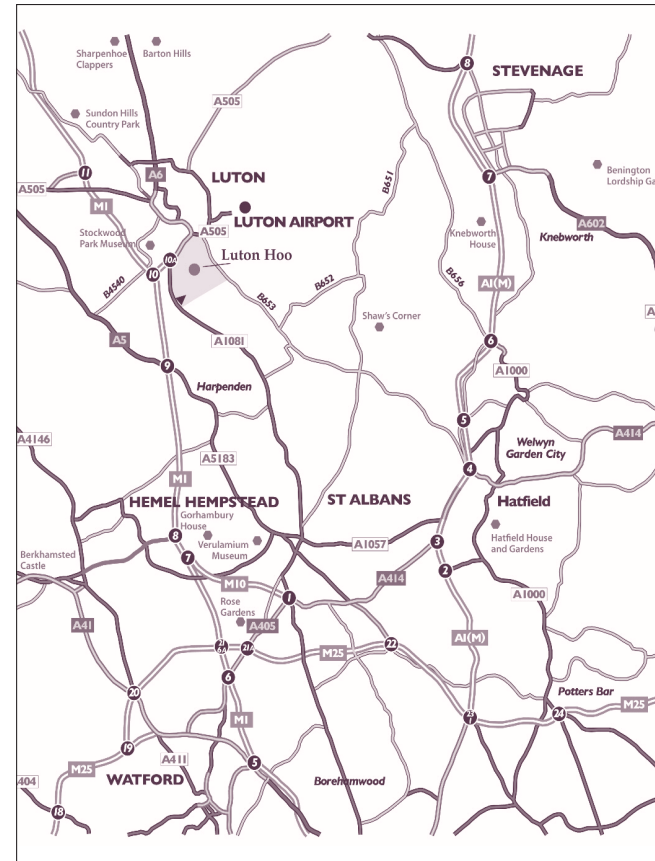 8
STEVENAGE
Sharpenhoe
Clappers
Barton Hills
A505
Sundon Hills
Country Park
11
A6
LUTON
7
Benington
Lordship Ga
A505
M1
B651
LUTON AIRPORT
A505
Stockwood
Park Museum
Knebworth
House
A602
Knebworth
10A
Luton Hoo
10
B4540
B653
B652
B656
A1(M)
Shaw's Corner
A5
A1081
6
9
A1000
Harpenden
5
A4146
A414
Welwyn
Garden City
A5183
4
M1
HEMEL HEMPSTEAD
ST ALBANS
Hatfield
Gorhambury
House
8
Verulamium
Museum
A1057
3
Hatfield House
and Gardens
Berkhamsted
Castle
7
2
M10
A414
1
A1000
Rose
Gardens
A41
A405
A1(M)
21A
22
M25
6
Potters Bar
20
M25
M1
24
19
A411
5
M25
WATFORD
Borehamwood
404
18